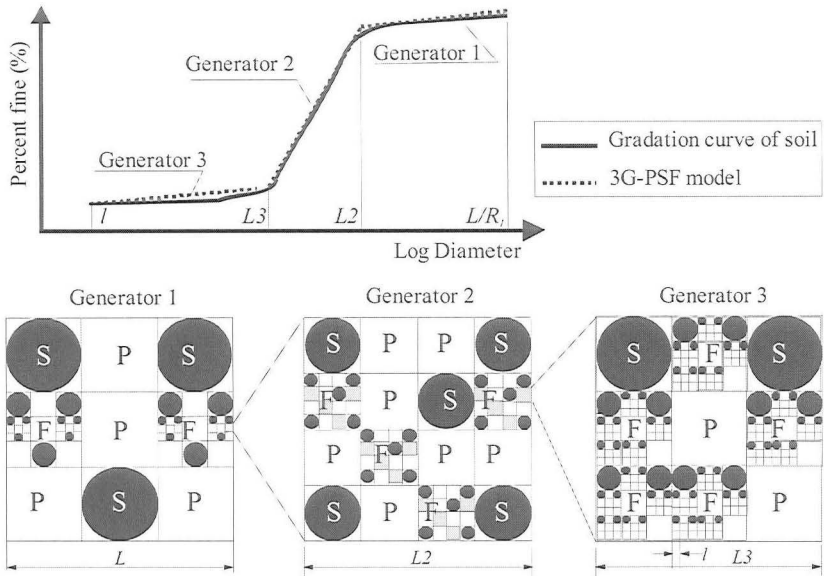 Percent fine (%)
Generator 1
Generator 2
Generator 3
l L3 L2 L/R_l
Log Diameter
Gradation curve of soil
3G-PSF model
Generator 1
S P S
F P F
P S P
L
Generator 2
S P P S
F P S F
P F P P
S P F S
L2
Generator 3
S F S
F P F
F F P
l L3